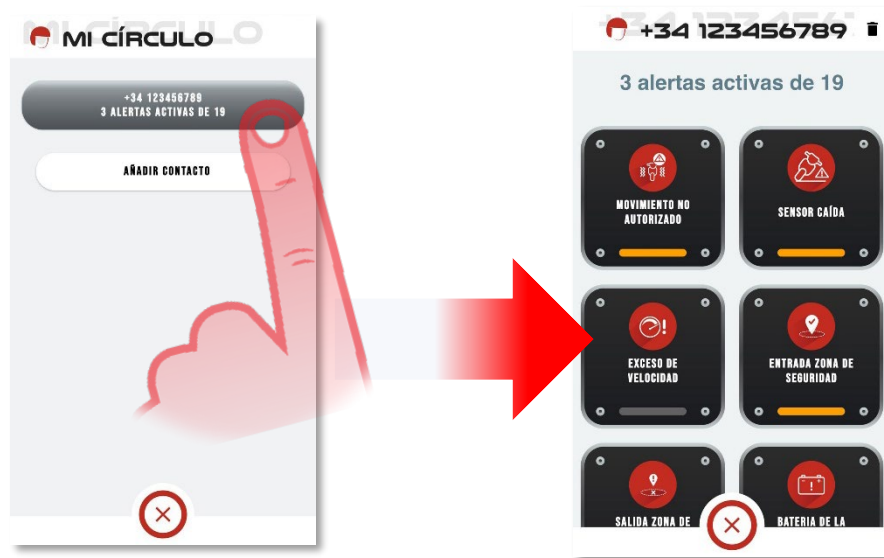 MI CÍRCULO
+34 123456789
3 ALERTAS ACTIVAS DE 19
AÑADIR CONTACTO
+34 123456789
3 alertas activas de 19
MOVIMIENTO NO
AUTORIZADO
SENSOR CAÍDA
EXCESO DE
VELOCIDAD
ENTRADA ZONA DE
SEGURIDAD
SALIDA ZONA DE
BATERIA DE LA